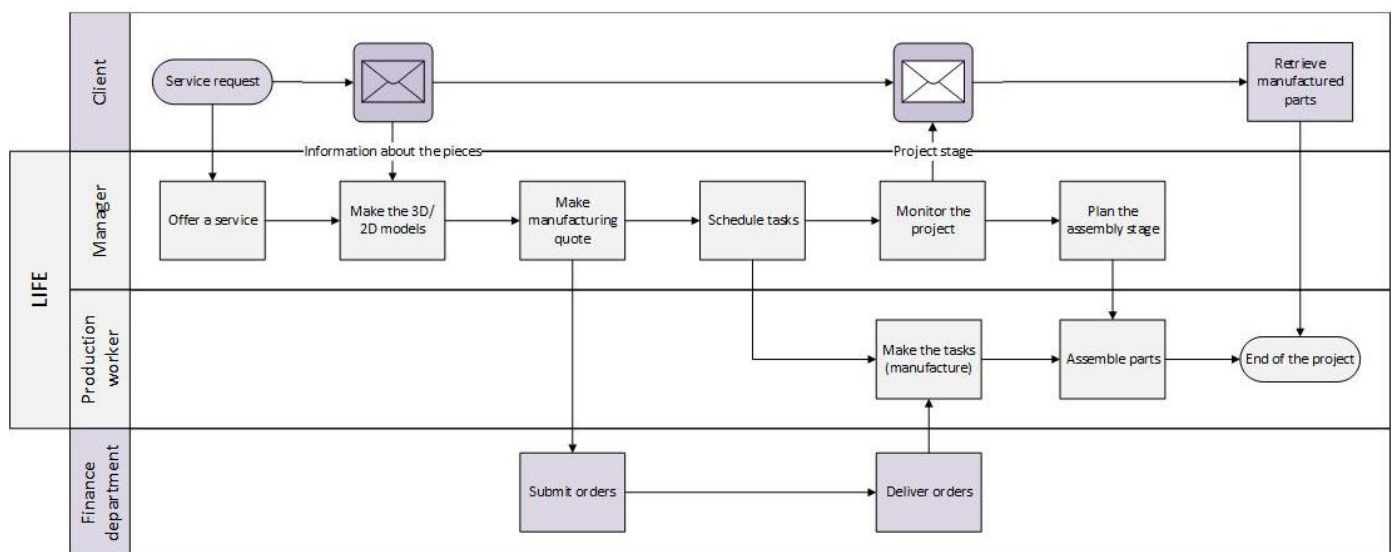 Client
Service request
Retrieve
manufactured
parts
Information about the pieces
Project stage
LIFE
Manager
Offer a service
Make the 3D/
2D models
Make
manufacturing
quote
Schedule tasks
Monitor the
project
Plan the
assembly stage
Production
worker
Make the tasks
(manufacture)
Assemble parts
End of the project
Finance
department
Submit orders
Deliver orders